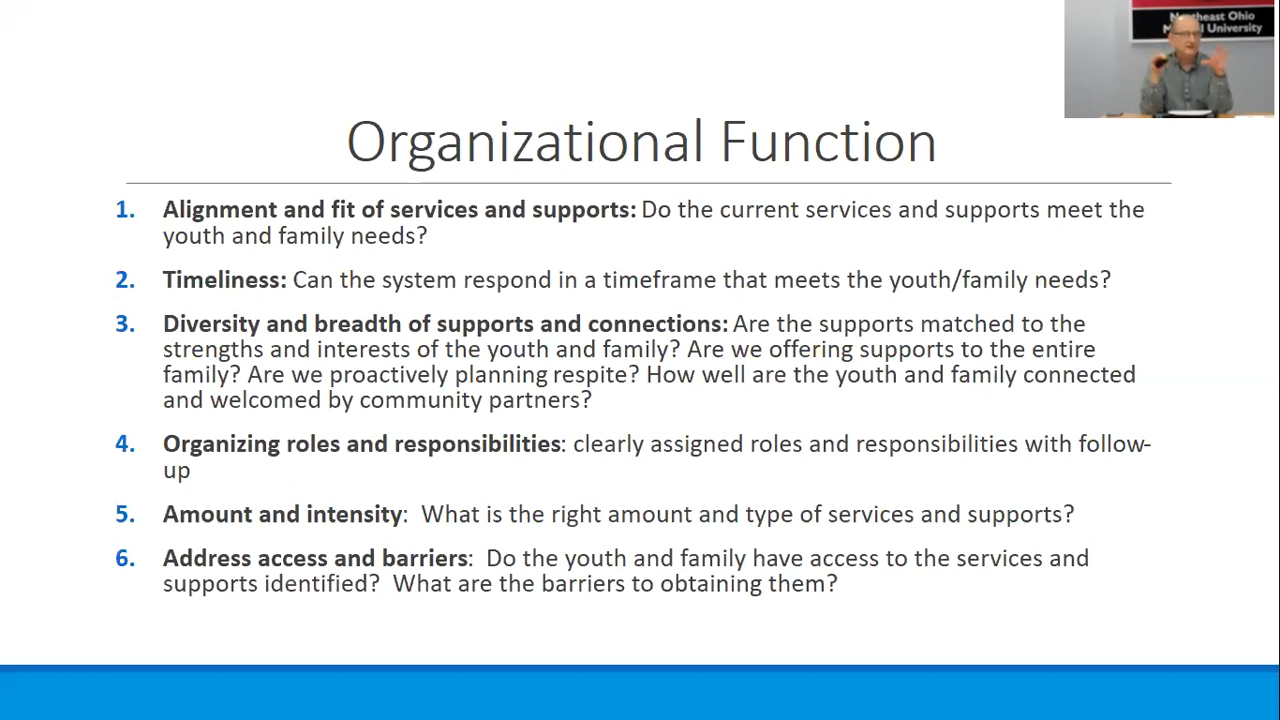 Northeast Ohio
University
Organizational Function
1. Alignment and fit of services and supports: Do the current services and supports meet the
youth and family needs?
2. Timeliness: Can the system respond in a timeframe that meets the youth/family needs?
3. Diversity and breadth of supports and connections: Are the supports matched to the
strengths and interests of the youth and family? Are we offering supports to the entire
family? Are we proactively planning respite? How well are the youth and family connected
and welcomed by community partners?
4. Organizing roles and responsibilities: clearly assigned roles and responsibilities with follow-
up
5. Amount and intensity:  What is the right amount and type of services and supports?
6. Address access and barriers:  Do the youth and family have access to the services and
supports identified?  What are the barriers to obtaining them?